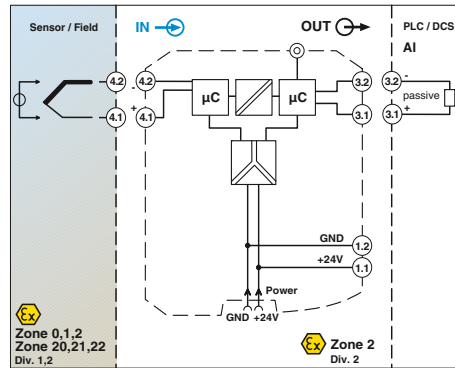 Sensor / Field
IN
OUT
PLC / DCS
AI
4.2
-
4.2
3.2
3.2
-
µC
µC
passive
4.1
+
4.1
3.1
3.1
+
GND
1.2
+24V
1.1
Power
GND +24V
Ex
Zone 0,1,2
Zone 20,21,22
Div. 1,2
Ex
Zone 2
Div. 2